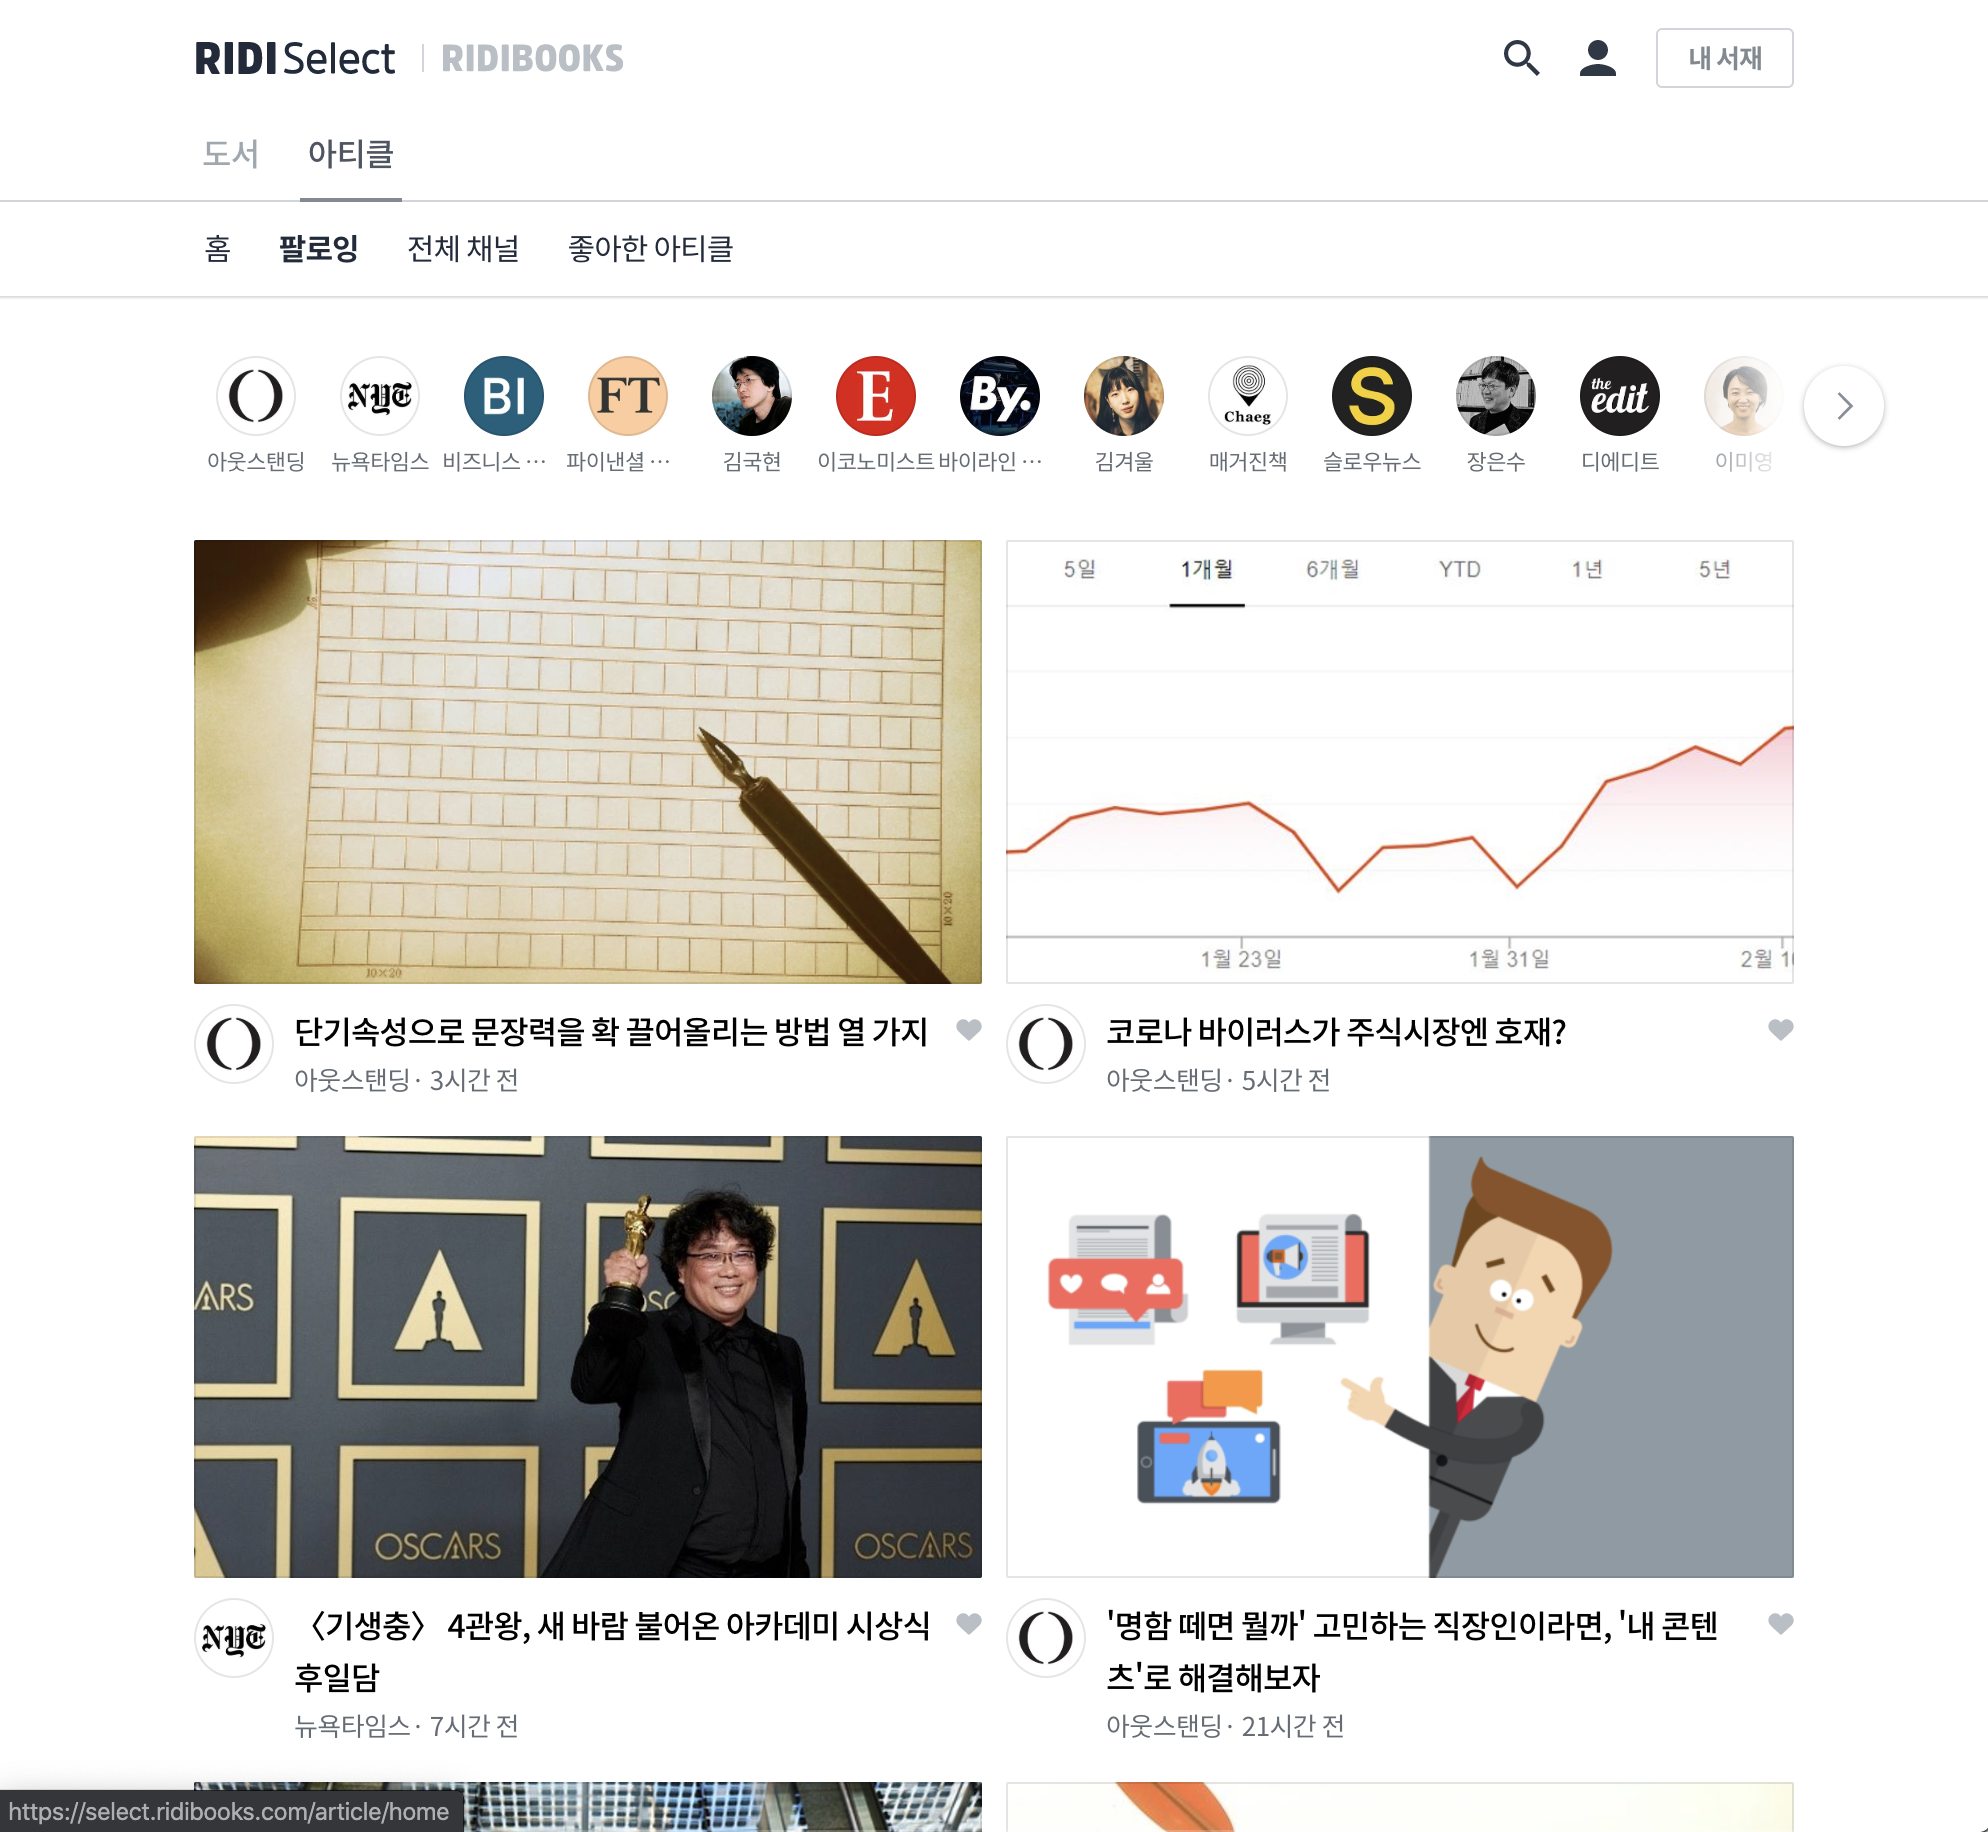 RIDI Select | RIDIBOOKS
내 서재
도서 아티클
홈 팔로잉 전체 채널 좋아한 아티클
NYT BI FT E By. Chaeg S the edit
아웃스탠딩 뉴욕타임스 비즈니스 ··· 파이낸셜 ··· 김국현 이코노미스트 바이라인 ··· 김겨울 매거진책 슬로우뉴스 장은수 디에디트 이미영
10×20
10×20
5일 1개월 6개월 YTD 1년 5년
1월 23일 1월 31일 2월 1
단기속성으로 문장력을 확 끌어올리는 방법 열 가지
아웃스탠딩 · 3시간 전
코로나 바이러스가 주식시장엔 호재?
아웃스탠딩 · 5시간 전
ARS
OSC
OSCARS
OSCARS
NYT
〈기생충〉 4관왕, 새 바람 불어온 아카데미 시상식
후일담
뉴욕타임스 · 7시간 전
'명함 떼면 뭘까' 고민하는 직장인이라면, '내 콘텐
츠'로 해결해보자
아웃스탠딩 · 21시간 전
https://select.ridibooks.com/article/home